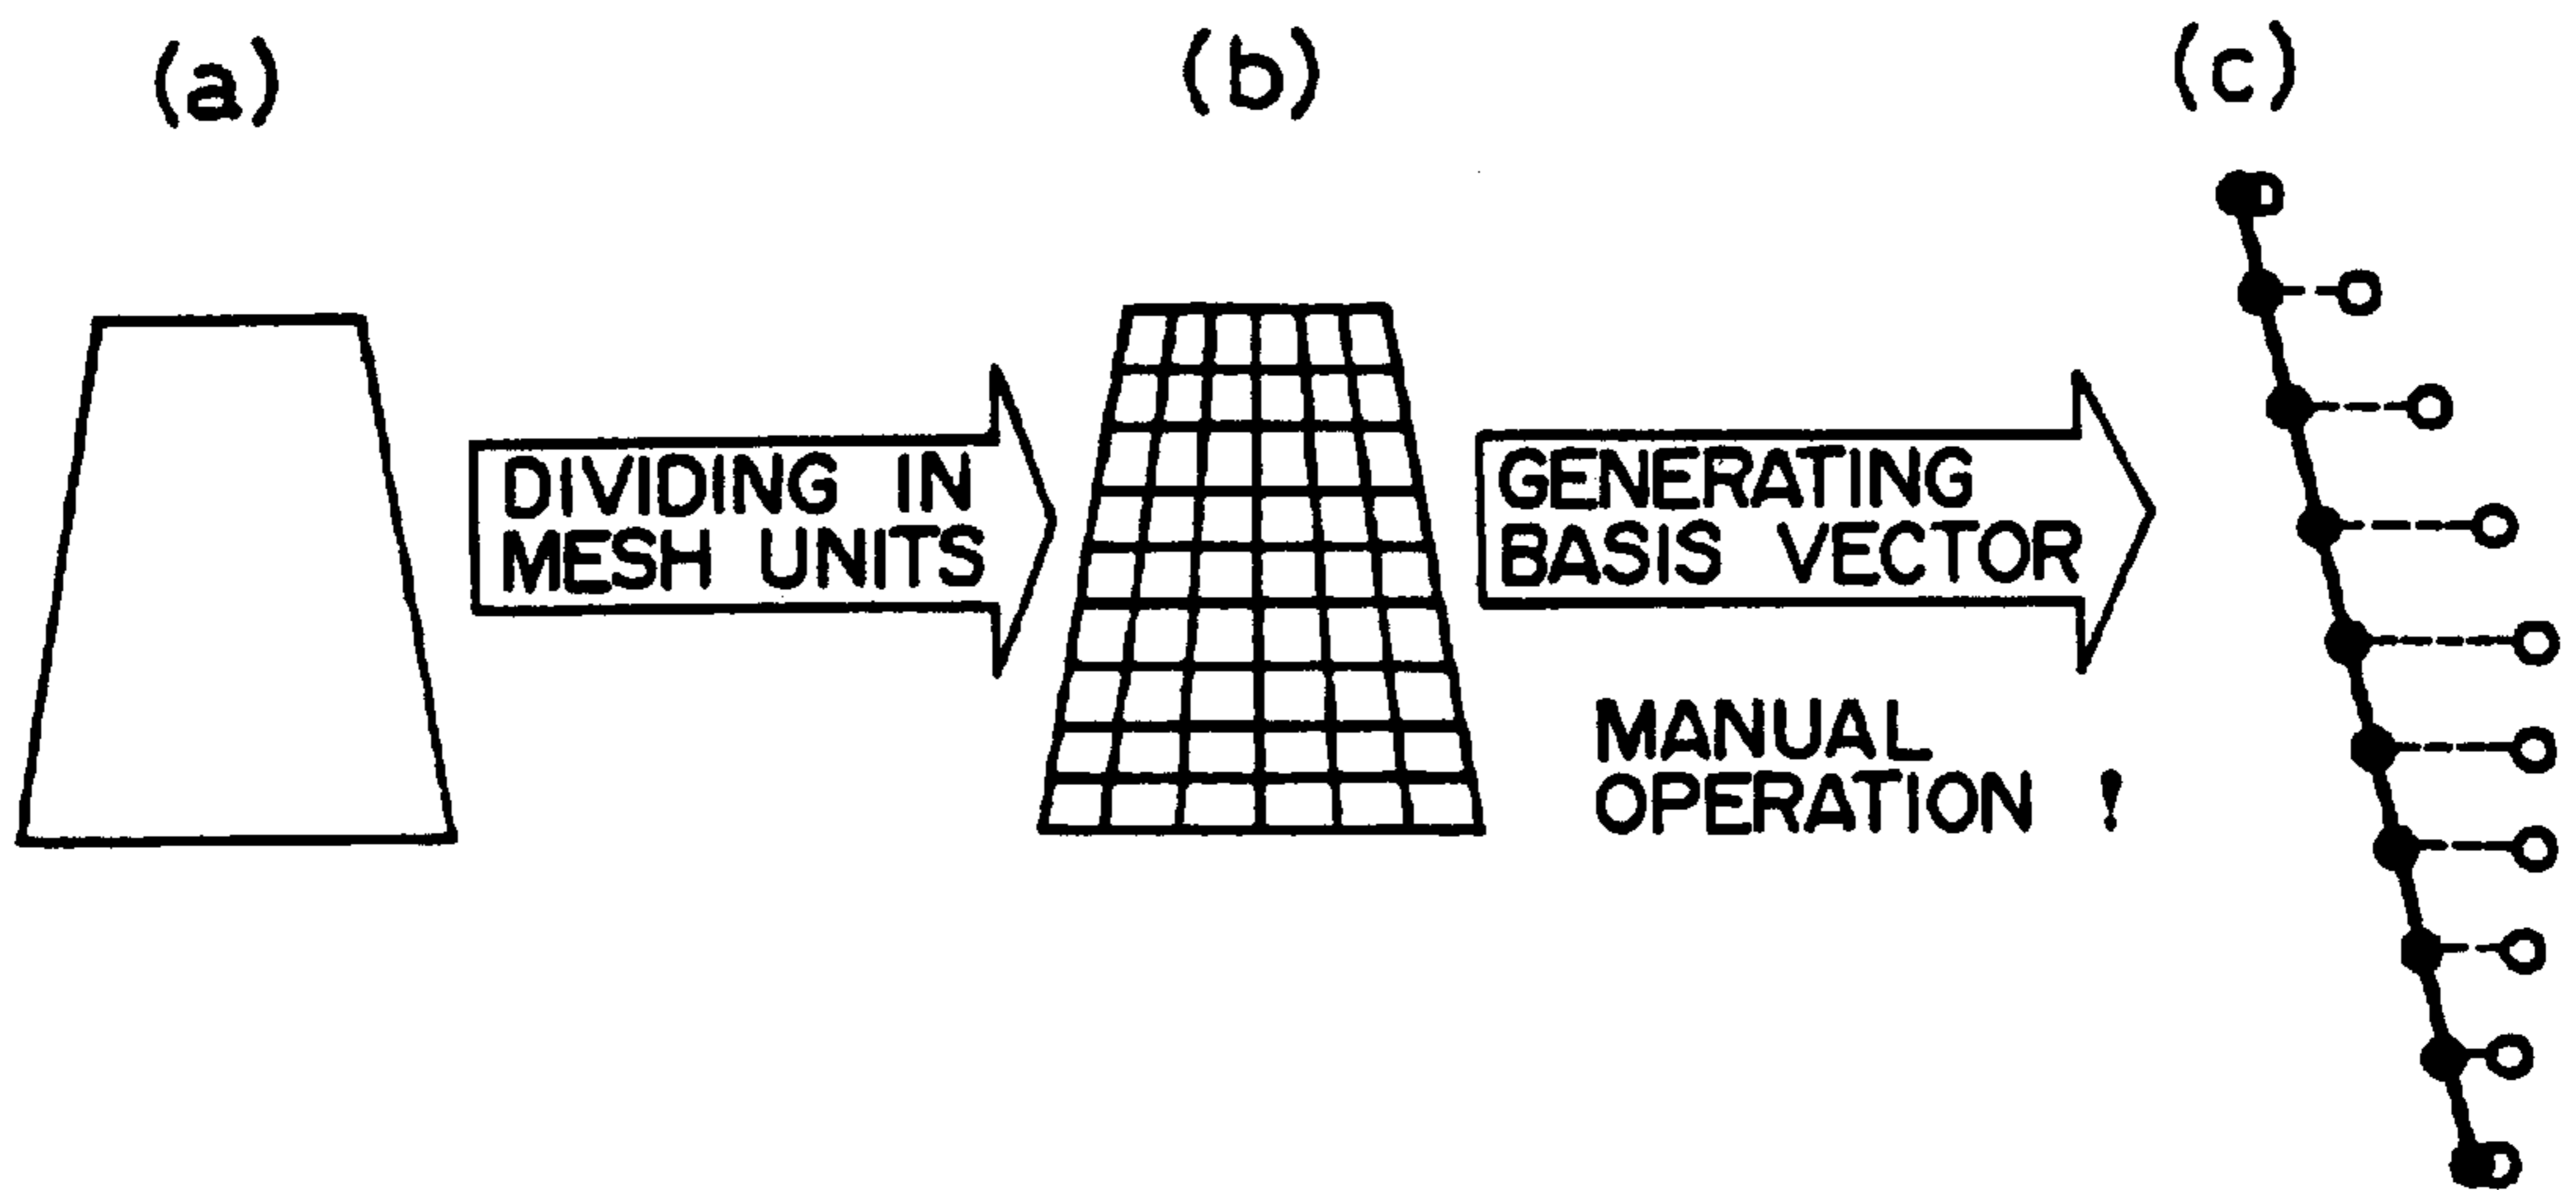 (a)
(b)
(c)
DIVIDING IN
MESH UNITS
GENERATING
BASIS VECTOR
MANUAL
OPERATION !